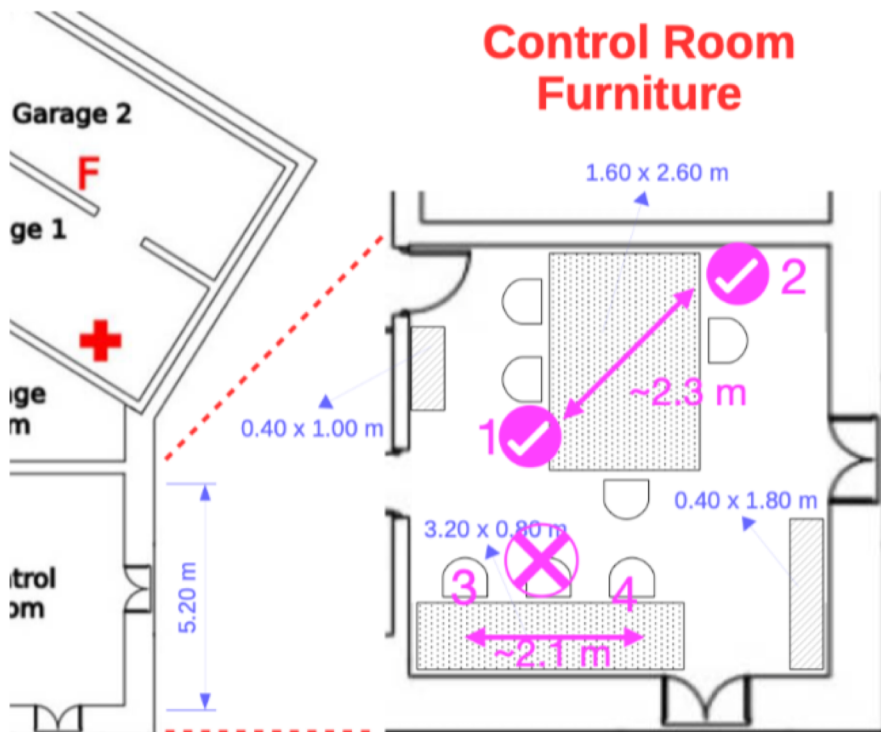 Control Room
Furniture
Garage 2
F
ge 1
1.60 x 2.60 m
2
~2.3 m
0.40 x 1.00 m
1
ge
m
0.40 x 1.80 m
3.20 x 0.80 m
5.20 m
trol
om
3
4
~2.1 m